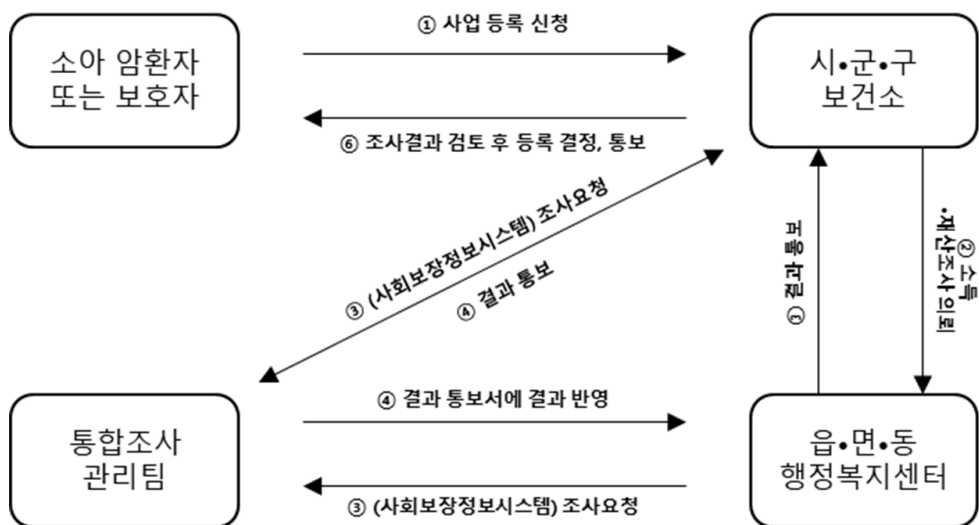 ① 사업 등록 신청
소아 암환자
또는 보호자
시•군•구
보건소
⑥ 조사결과 검토 후 등록 결정, 통보
③ (사회보장정보시스템) 조사요청
④ 결과 통보
⑤ 결과물보고
② 소득
•재산조사의뢰
④ 결과 통보서에 결과 반영
통합조사
관리팀
읍•면•동
행정복지센터
③ (사회보장정보시스템) 조사요청